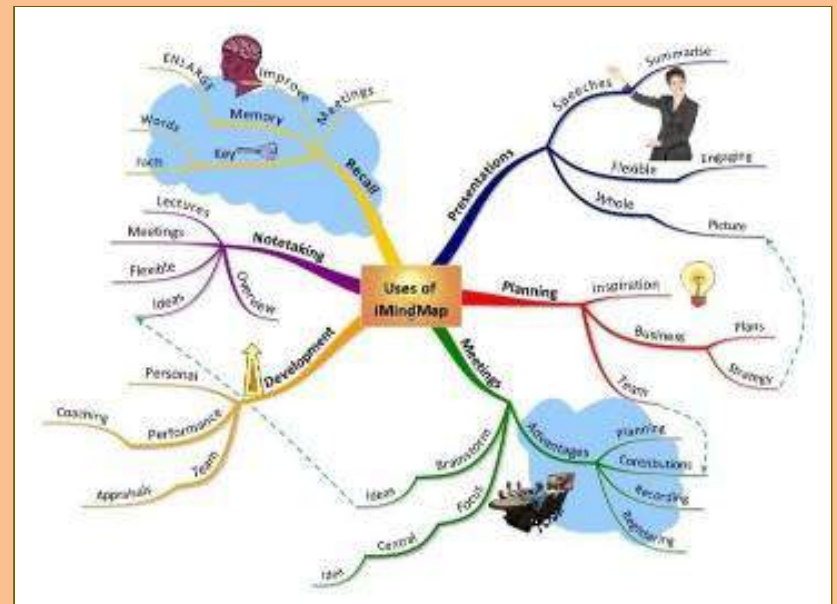 Uses of
iMindMap
Presentations
Speeches
Summarise
Flexible
Engaging
Whole
Picture
Planning
Inspiration
Business
Plans
Strategy
Team
Meetings
Advantages
Planning
Contributions
Recording
Registering
Brainstorm
Ideas
Focus
Central
Development
Personal
Performance
Coaching
Team
Appraisals
Notetaking
Lectures
Meetings
Flexible
Ideas
Overview
Recall
Memory
ENLARGE
Improve
Meetings
Key
Words